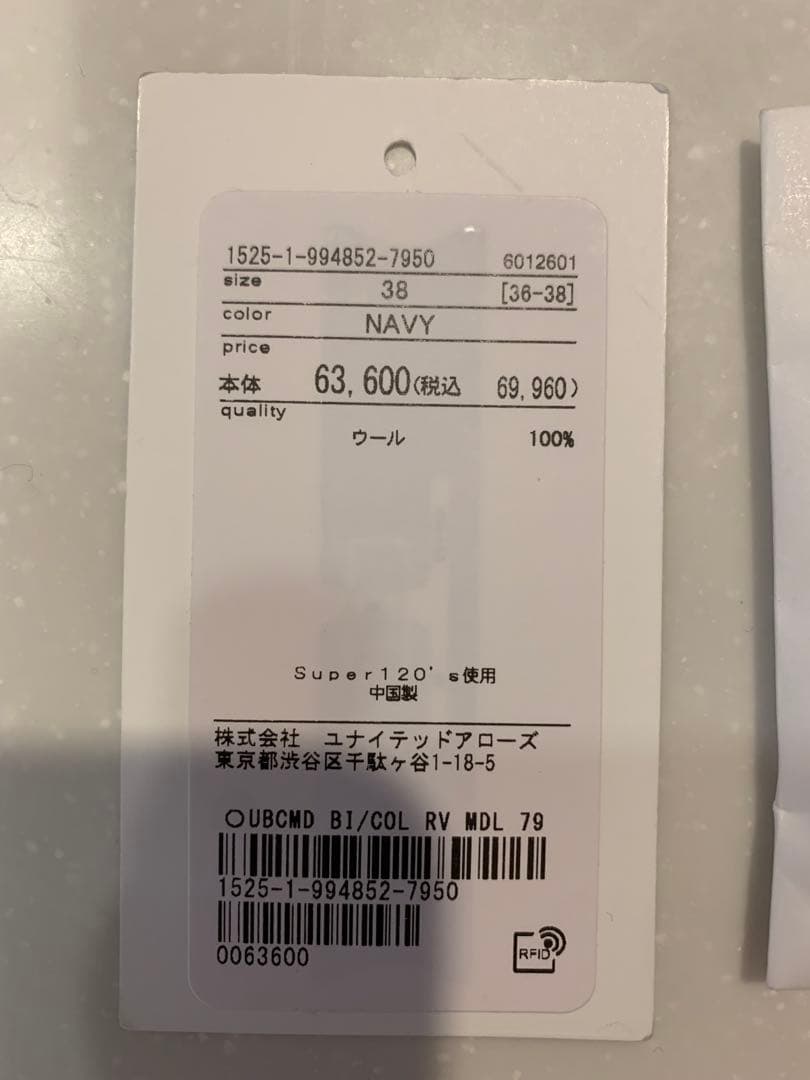 1525-1-994852-7950 6012601
size 38 [36-38]
color NAVY
price
本体 63,600(税込 69,960)
quality
ウール 100%
Super120's使用
中国製
株式会社 ユナイテッドアローズ
東京都渋谷区千駄ヶ谷1-18-5
○UBCMD BI/COL RV MDL 79
1525-1-994852-7950
0063600
RFID